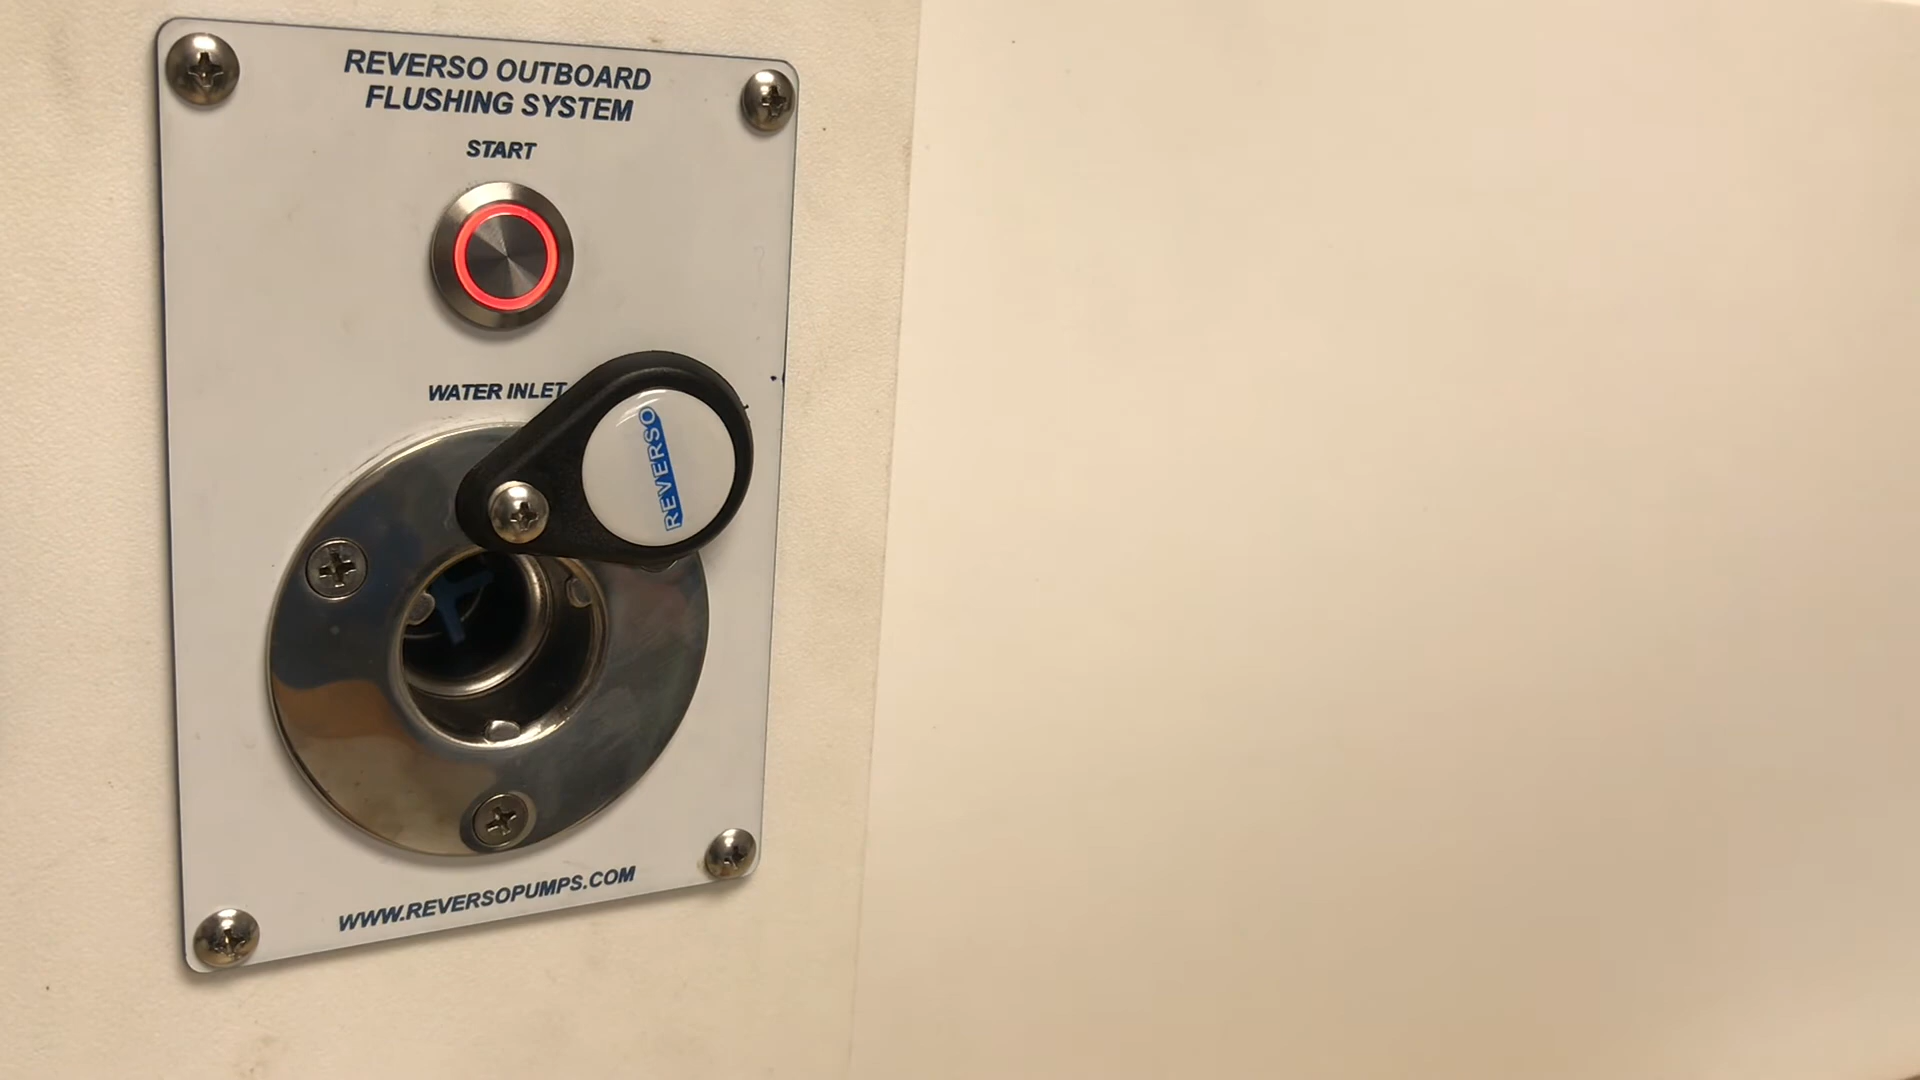 REVERSO OUTBOARD
FLUSHING SYSTEM
START
WATER INLET
REVERSO
WWW.REVERSOPUMPS.COM